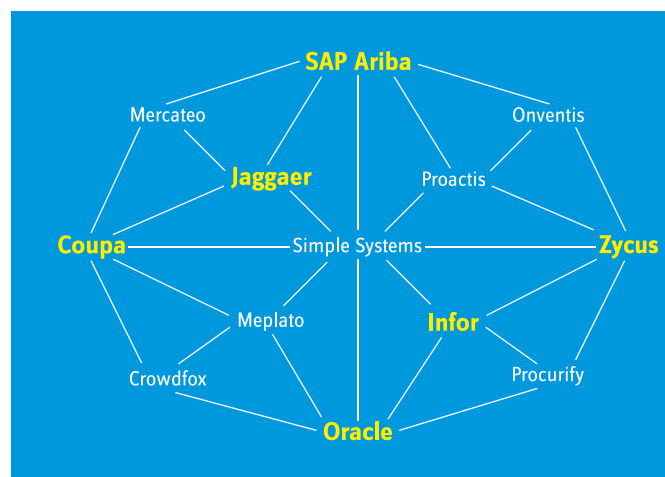 SAP Ariba
Mercateo
Onventis
Jaggaer
Proactis
Coupa
Simple Systems
Zycus
Meplato
Infor
Crowdfox
Procurify
Oracle